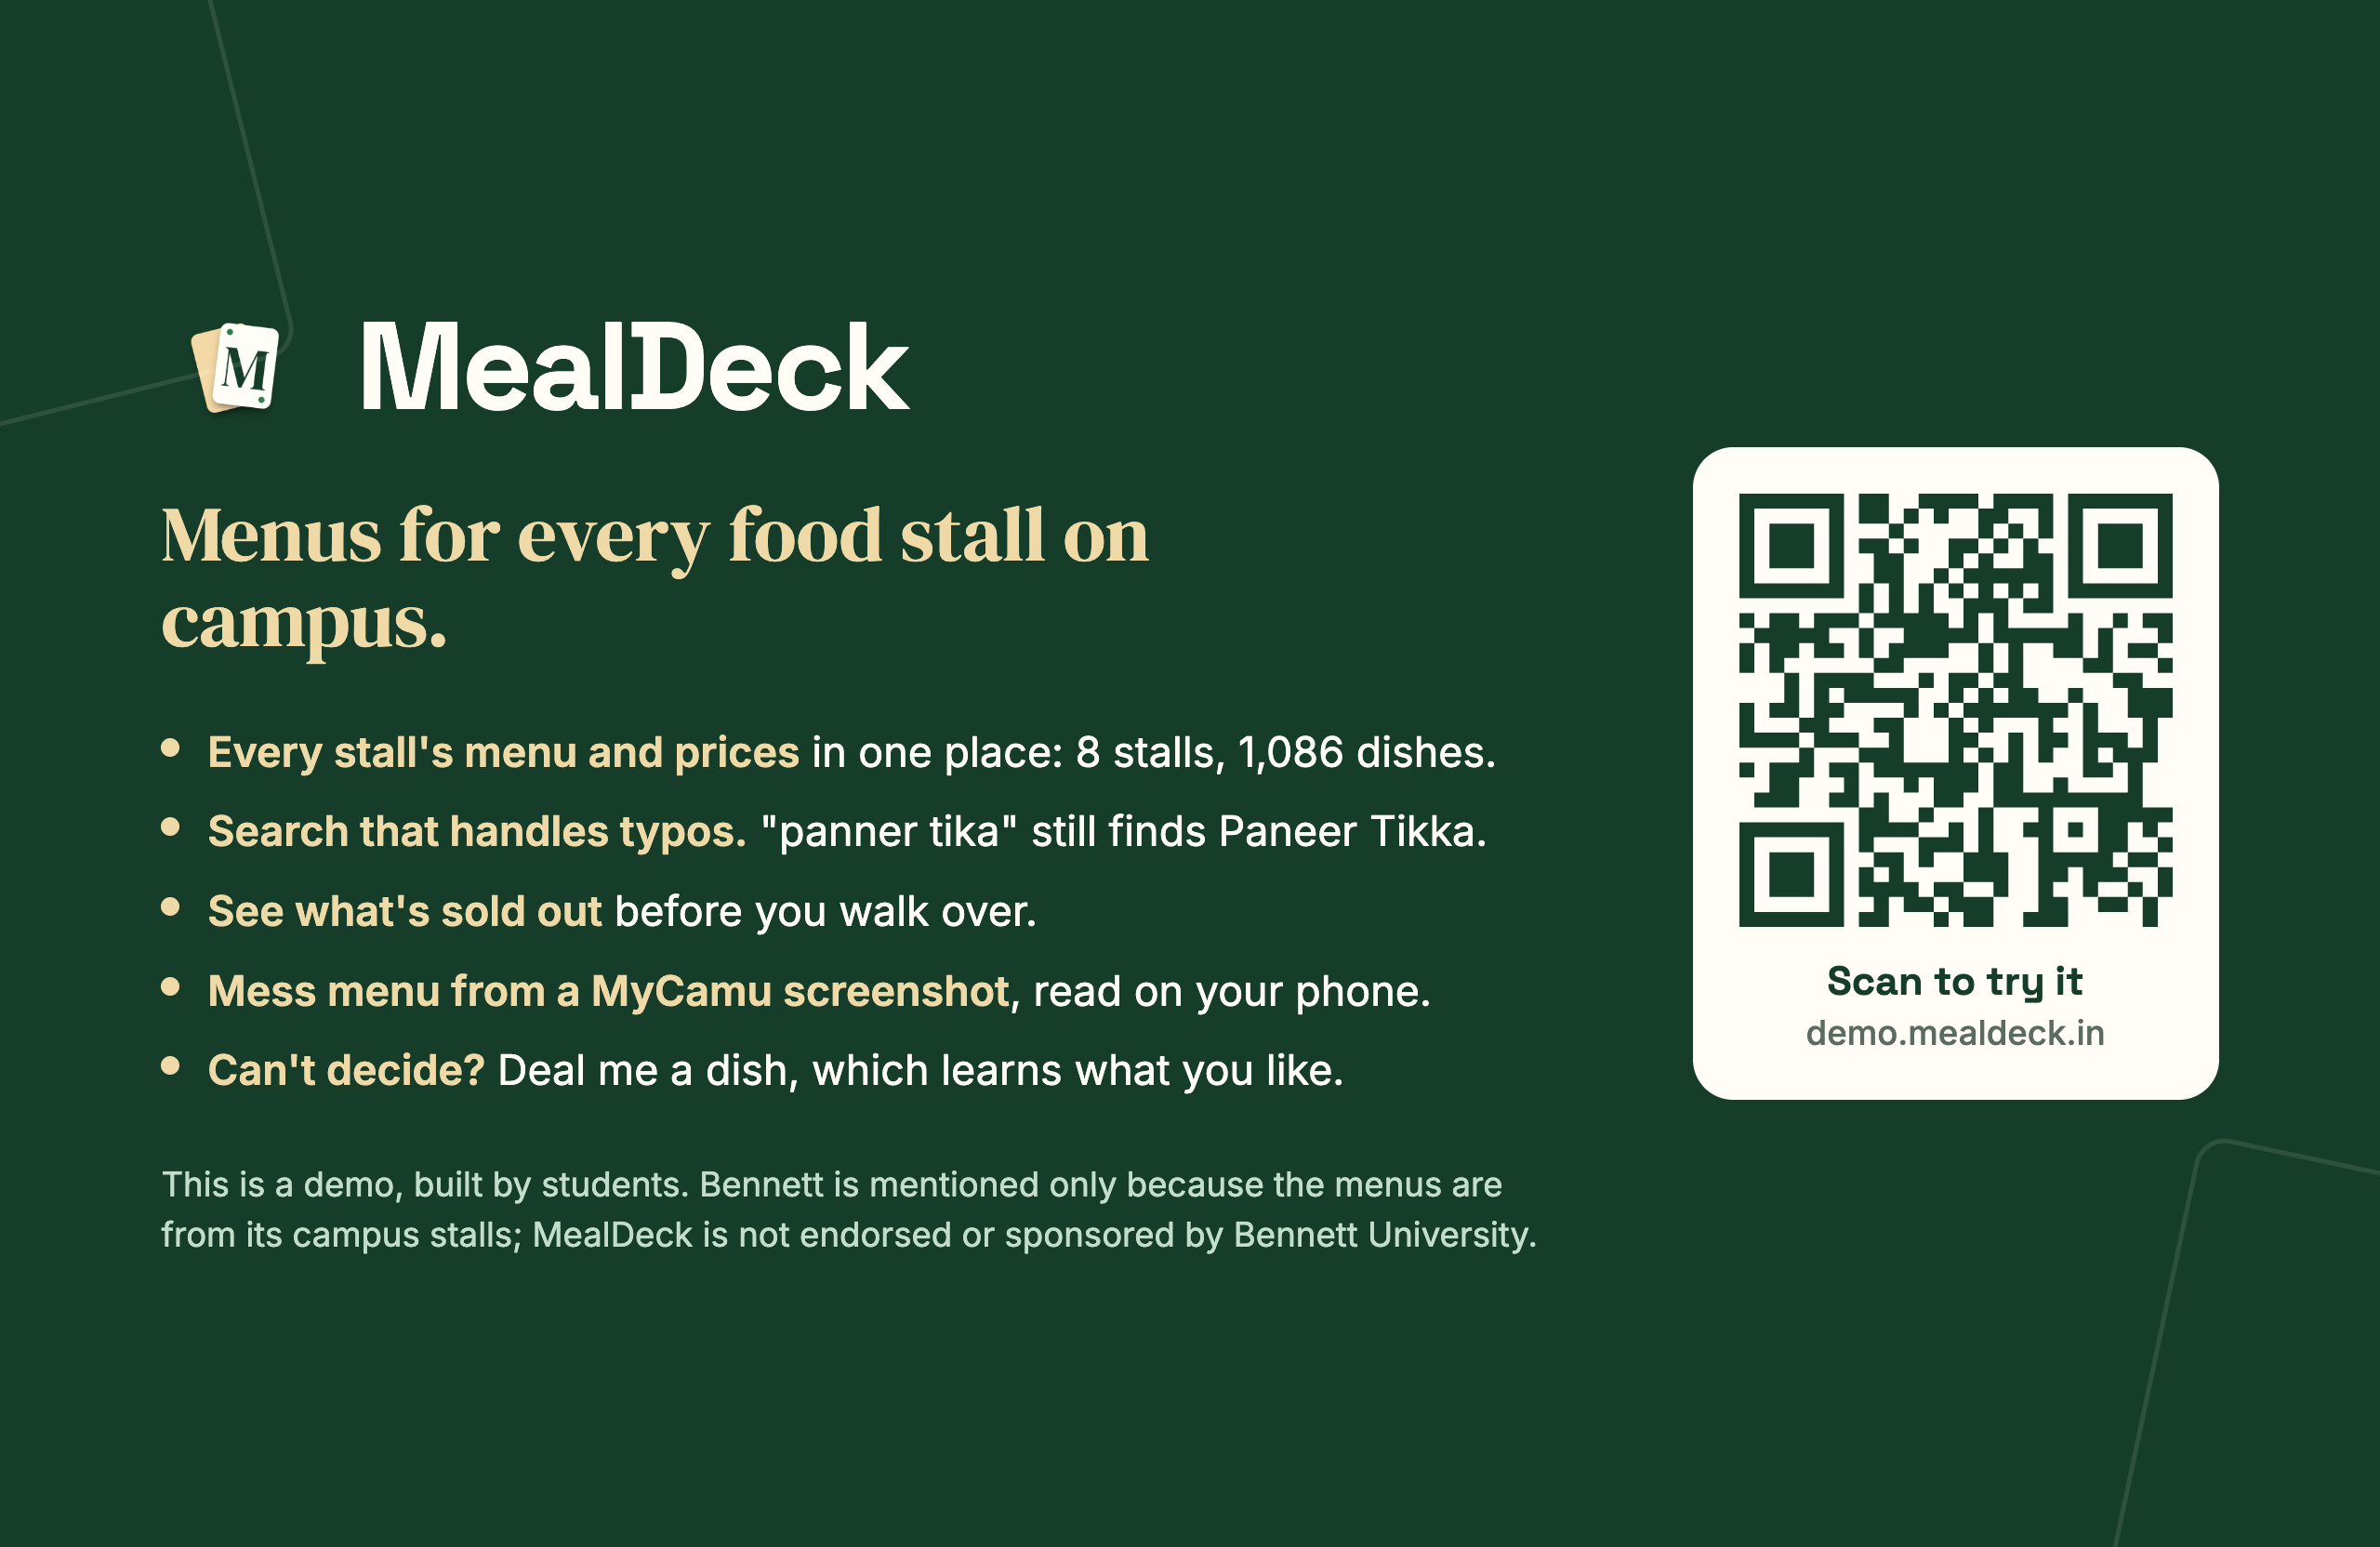 M
MealDeck
Menus for every food stall on
campus.
Every stall's menu and prices in one place: 8 stalls, 1,086 dishes.
Search that handles typos. "panner tika" still finds Paneer Tikka.
See what's sold out before you walk over.
Mess menu from a MyCamu screenshot, read on your phone.
Can't decide? Deal me a dish, which learns what you like.
This is a demo, built by students. Bennett is mentioned only because the menus are
from its campus stalls; MealDeck is not endorsed or sponsored by Bennett University.
Scan to try it
demo.mealdeck.in